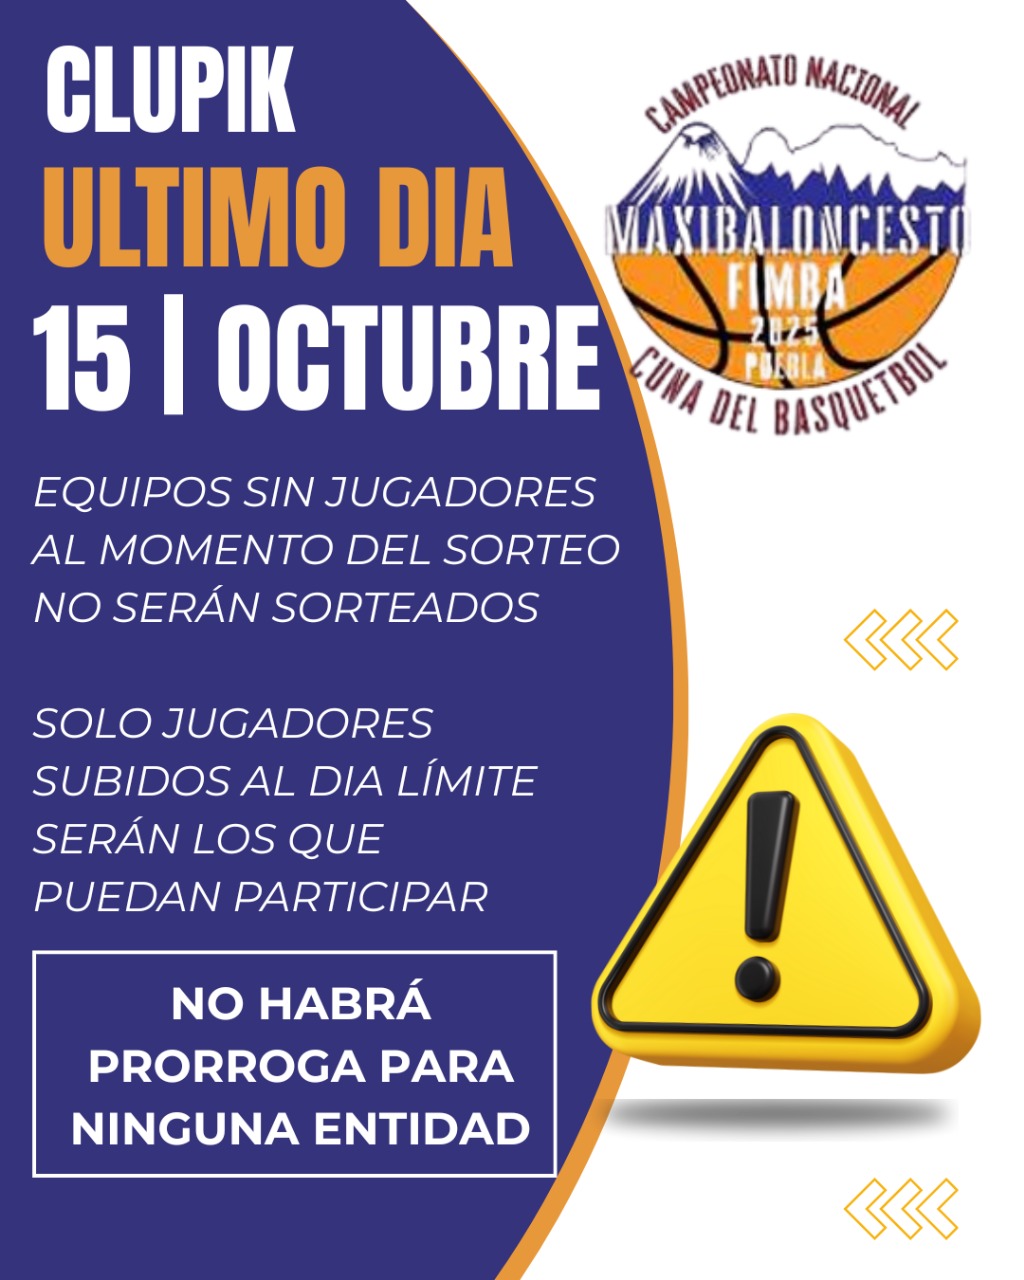 CLUPIK
ULTIMO DIA
15 | OCTUBRE
CAMPEONATO NACIONAL
MAXIBALONCESTO
FIMBA
2025
PUEBLA
CUNA DEL BASQUETBOL
EQUIPOS SIN JUGADORES
AL MOMENTO DEL SORTEO
NO SERÁN SORTEADOS
SOLO JUGADORES
SUBIDOS AL DIA LÍMITE
SERÁN LOS QUE
PUEDAN PARTICIPAR
NO HABRÁ
PRORROGA PARA
NINGUNA ENTIDAD